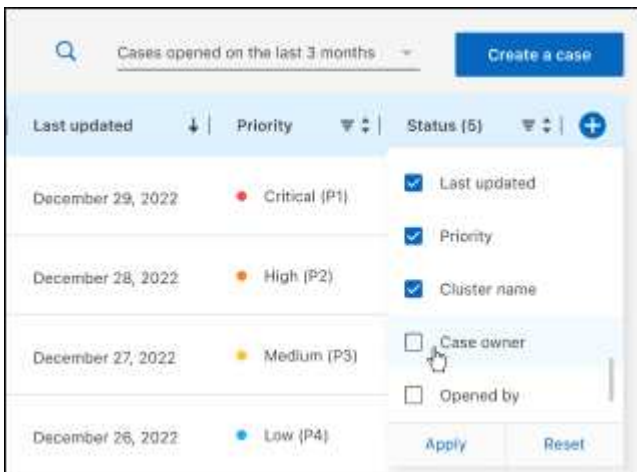 Cases opened on the last 3 months
Create a case
Last updated
Priority
Status (5)
December 29, 2022
Critical (P1)
Last updated
Priority
December 28, 2022
High (P2)
Cluster name
Case owner
December 27, 2022
Medium (P3)
Opened by
December 26, 2022
Low (P4)
Apply
Reset